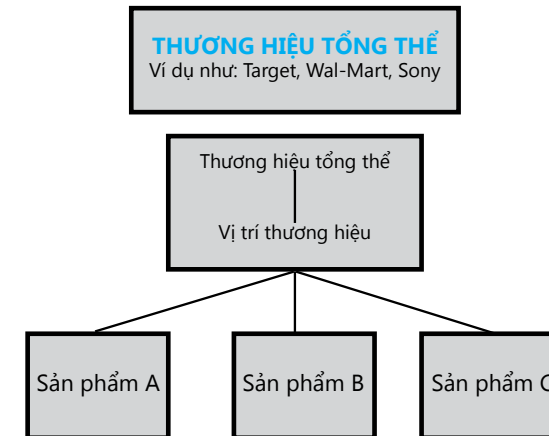 THƯƠNG HIỆU TỔNG THỂ
Ví dụ như: Target, Wal-Mart, Sony
Thương hiệu tổng thể
Vị trí thương hiệu
Sản phẩm A
Sản phẩm B
Sản phẩm C